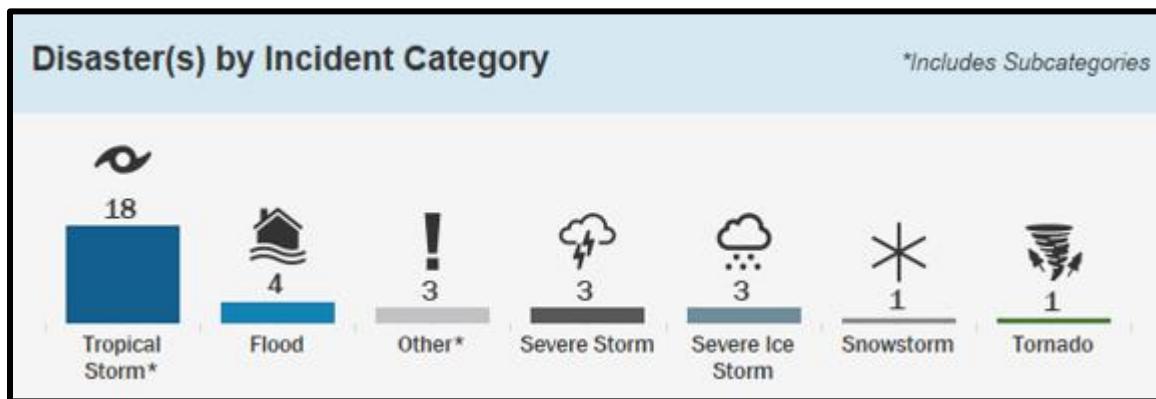 Disaster(s) by Incident Category
*Includes Subcategories
18
4
3
3
3
1
1
Tropical
Storm*
Flood
Other*
Severe Storm
Severe Ice
Storm
Snowstorm
Tornado